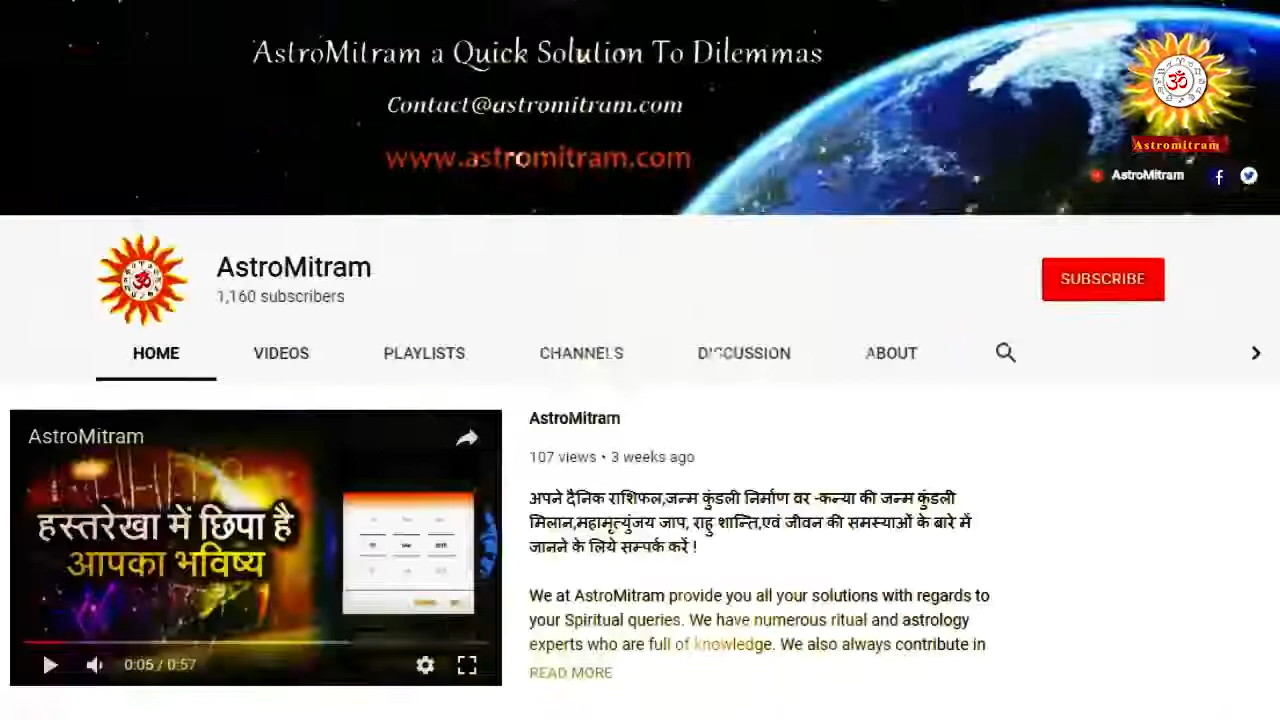 AstroMitram a Quick Solution To Dilemmas
Contact@astromitram.com
www.astromitram.com
Astromitram
AstroMitram
AstroMitram
1,160 subscribers
SUBSCRIBE
HOME VIDEOS PLAYLISTS CHANNELS DISCUSSION ABOUT
AstroMitram
हस्तरेखा में छिपा है
आपका भविष्य
0:05 / 0:57
AstroMitram
107 views • 3 weeks ago
अपने दैनिक राशिफल,जन्म कुंडली निर्माण वर -कन्या की जन्म कुंडली
मिलान,महामृत्युंजय जाप, राहु शान्ति,एवं जीवन की समस्याओं के बारे में
जानने के लिये सम्पर्क करें !
We at AstroMitram provide you all your solutions with regards to
your Spiritual queries. We have numerous ritual and astrology
experts who are full of knowledge. We also always contribute in
READ MORE